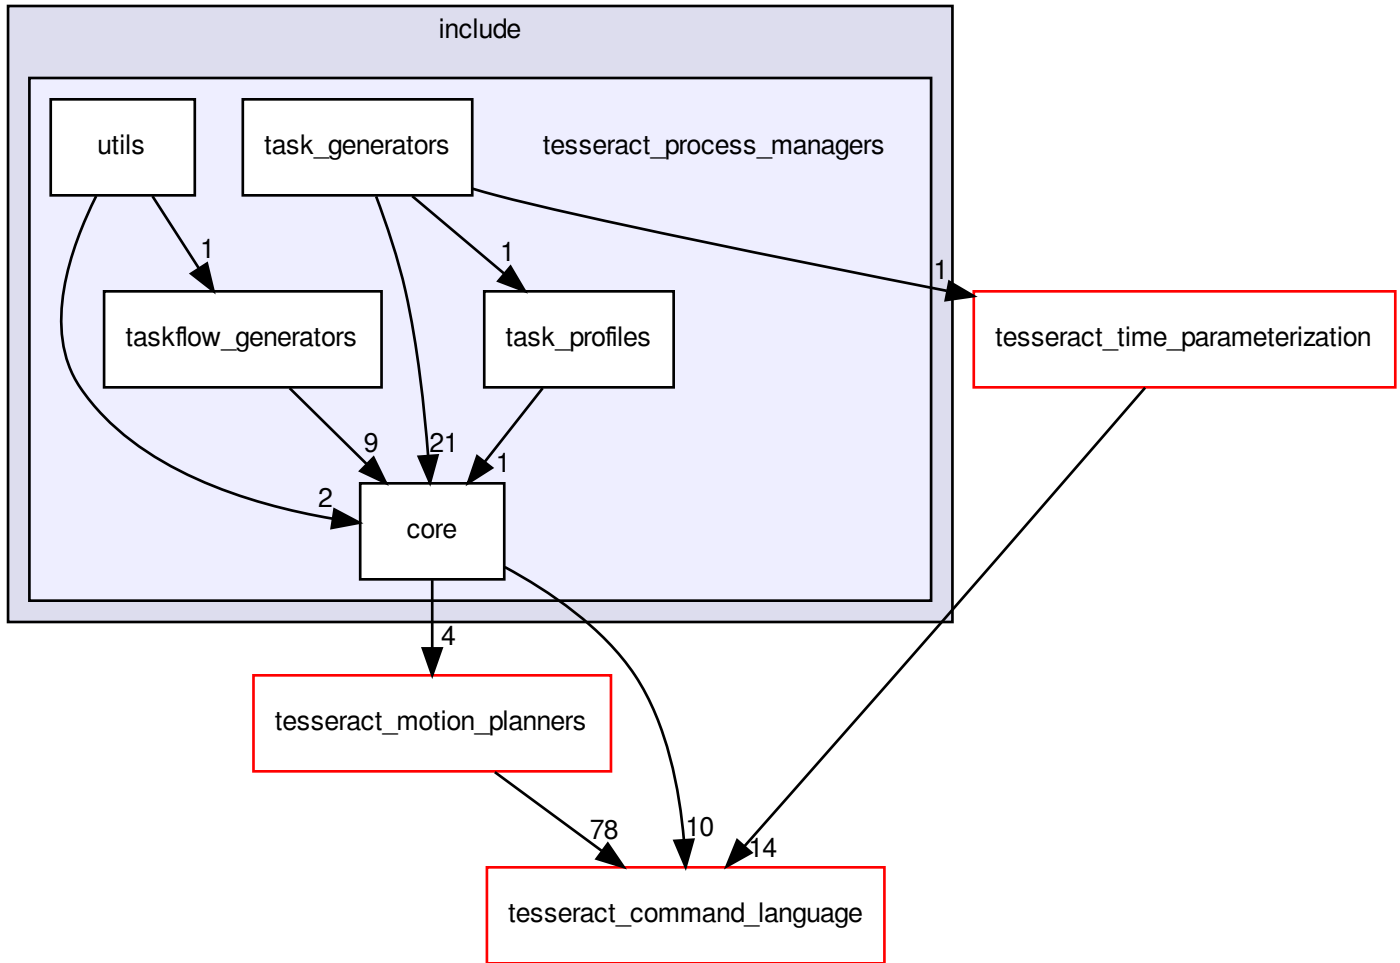 include
utils
task_generators
tesseract_process_managers
1
1
1
taskflow_generators
task_profiles
tesseract_time_parameterization
9
21
1
2
core
4
tesseract_motion_planners
78
10
14
tesseract_command_language